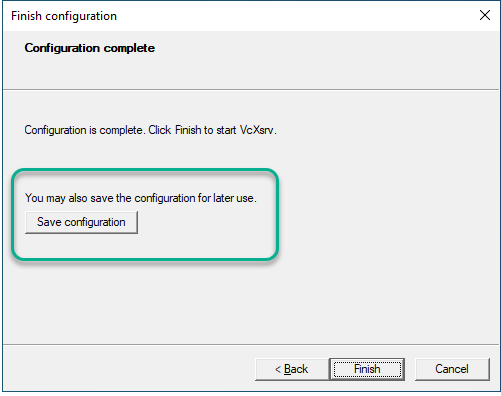 Finish configuration
Configuration complete
Configuration is complete. Click Finish to start VcXsrv.
You may also save the configuration for later use.
Save configuration
< Back
Finish
Cancel